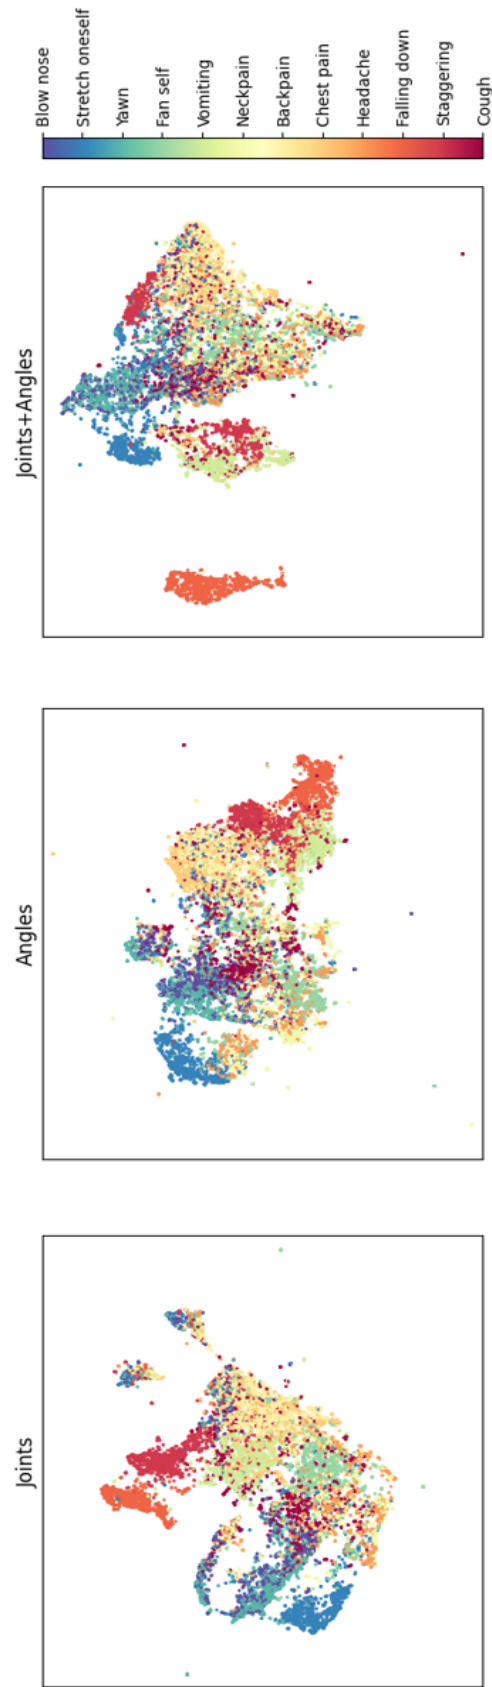 Joints
Angles
Joints+Angles
Blow nose
Stretch oneself
Yawn
Fan self
Vomiting
Neckpain
Backpain
Chest pain
Headache
Falling down
Staggering
Cough